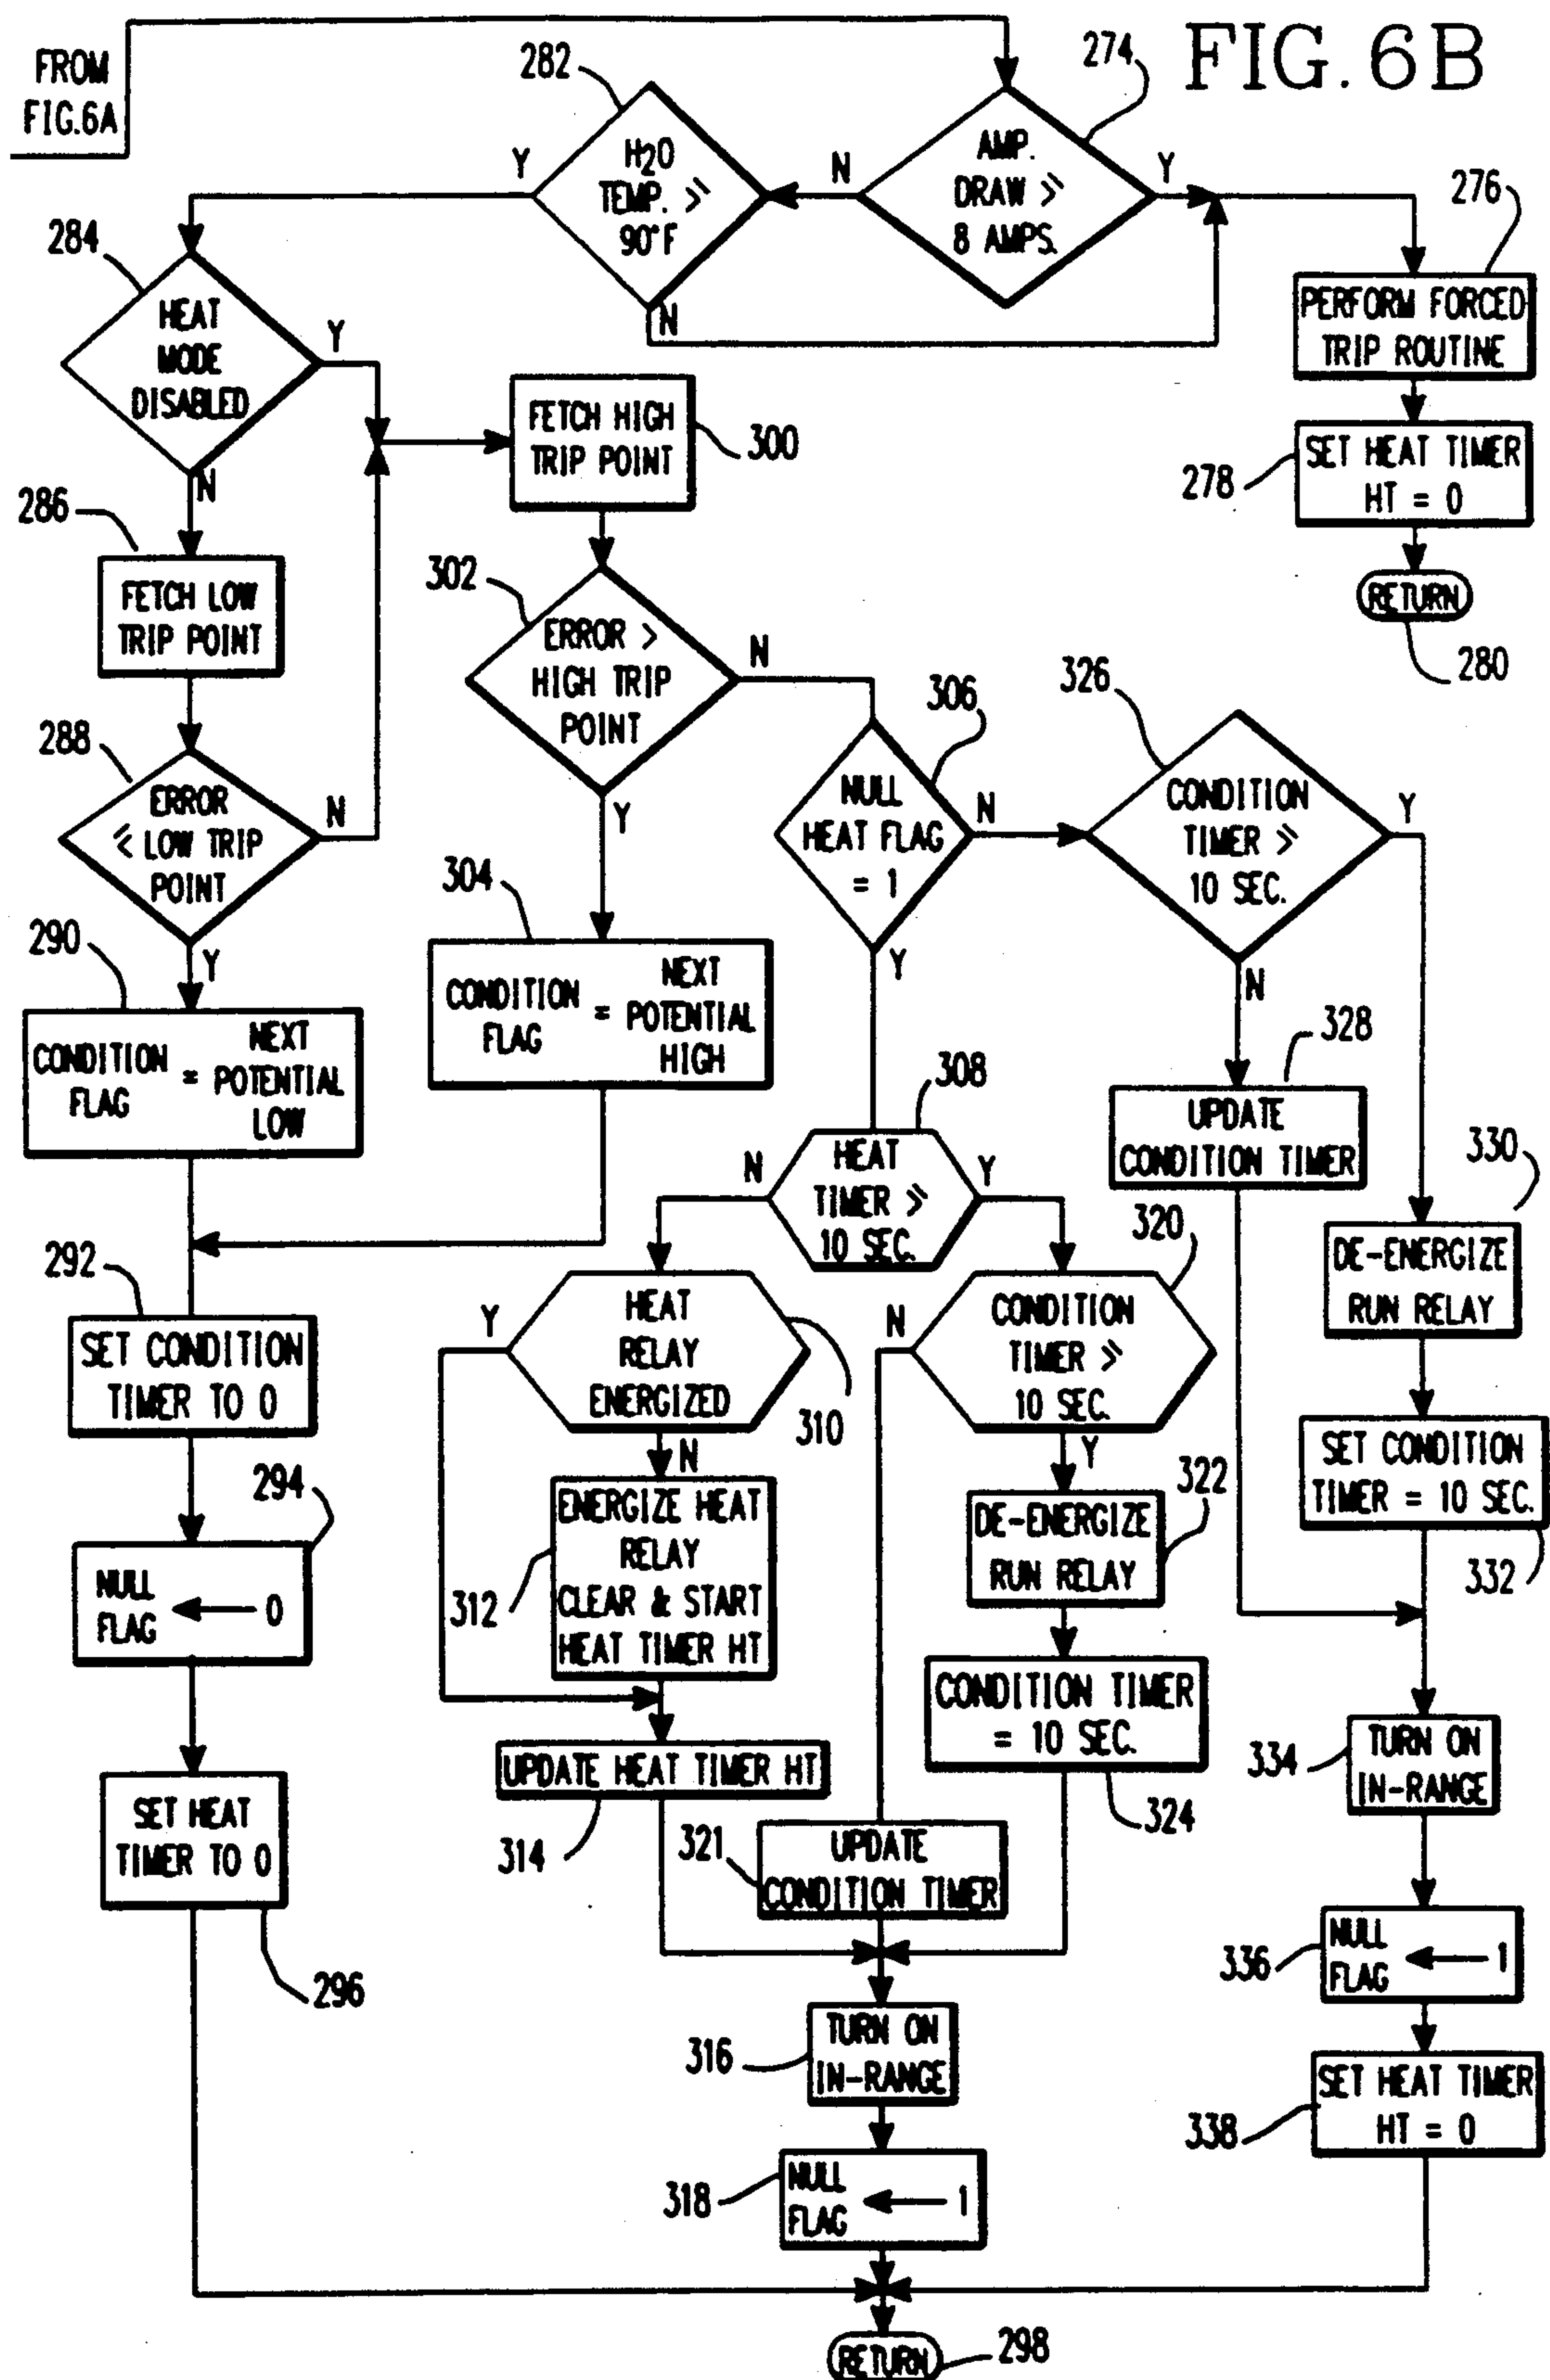 FIG. 6B
FROM
FIG.6A
282
274
H2O
TEMP. ⩾
90°F
Y
N
AMP.
DRAW ⩾
8 AMPS.
N
Y
276
PERFORM FORCED
TRIP ROUTINE
278
SET HEAT TIMER
HT = 0
RETURN
280
284
HEAT
MODE
DISABLED
Y
N
286
FETCH LOW
TRIP POINT
288
ERROR
⩽ LOW TRIP
POINT
N
Y
290
CONDITION
FLAG
=
NEXT
POTENTIAL
LOW
292
SET CONDITION
TIMER TO 0
294
NULL
FLAG ← 0
SET HEAT
TIMER TO 0
296
FETCH HIGH
TRIP POINT
300
302
ERROR >
HIGH TRIP
POINT
N
Y
304
CONDITION
FLAG
=
NEXT
POTENTIAL
HIGH
306
NULL
HEAT FLAG
= 1
N
Y
308
HEAT
TIMER ⩾
10 SEC.
N
Y
310
HEAT
RELAY
ENERGIZED
Y
N
312
ENERGIZE HEAT
RELAY
CLEAR & START
HEAT TIMER HT
UPDATE HEAT TIMER HT
314
320
CONDITION
TIMER ⩾
10 SEC.
N
Y
322
DE-ENERGIZE
RUN RELAY
CONDITION TIMER
= 10 SEC.
324
321
UPDATE
CONDITION TIMER
316
TURN ON
IN-RANGE
318
NULL
FLAG ← 1
326
CONDITION
TIMER ⩾
10 SEC.
Y
N
328
UPDATE
CONDITION TIMER
330
DE-ENERGIZE
RUN RELAY
SET CONDITION
TIMER = 10 SEC.
332
334
TURN ON
IN-RANGE
336
NULL
FLAG ← 1
338
SET HEAT TIMER
HT = 0
RETURN
298